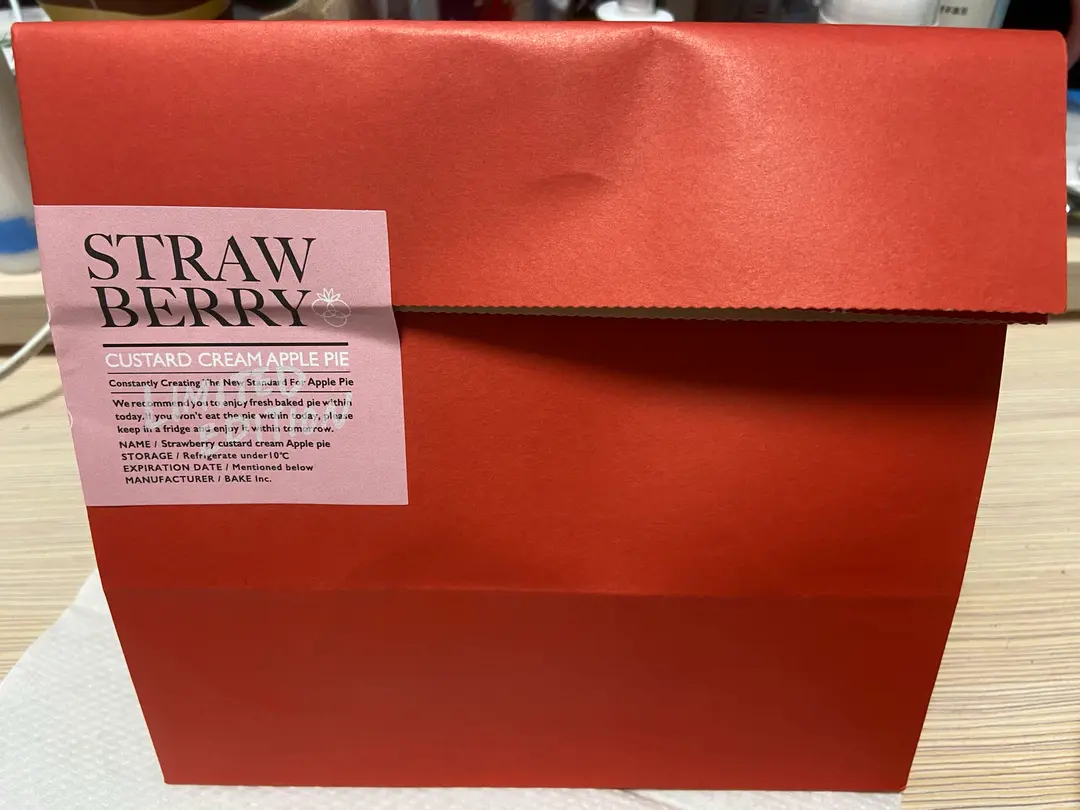 STRAW
BERRY
CUSTARD CREAM APPLE PIE
Constantly Creating The New Standard For Apple Pie
We recommend you to enjoy fresh baked pie within
today. If you won't eat the pie within today, please
keep in a fridge and enjoy it within tomorrow.
LIMITED
EDITION
NAME / Strawberry custard cream Apple pie
STORAGE / Refrigerate under10℃
EXPIRATION DATE / Mentioned below
MANUFACTURER / BAKE Inc.